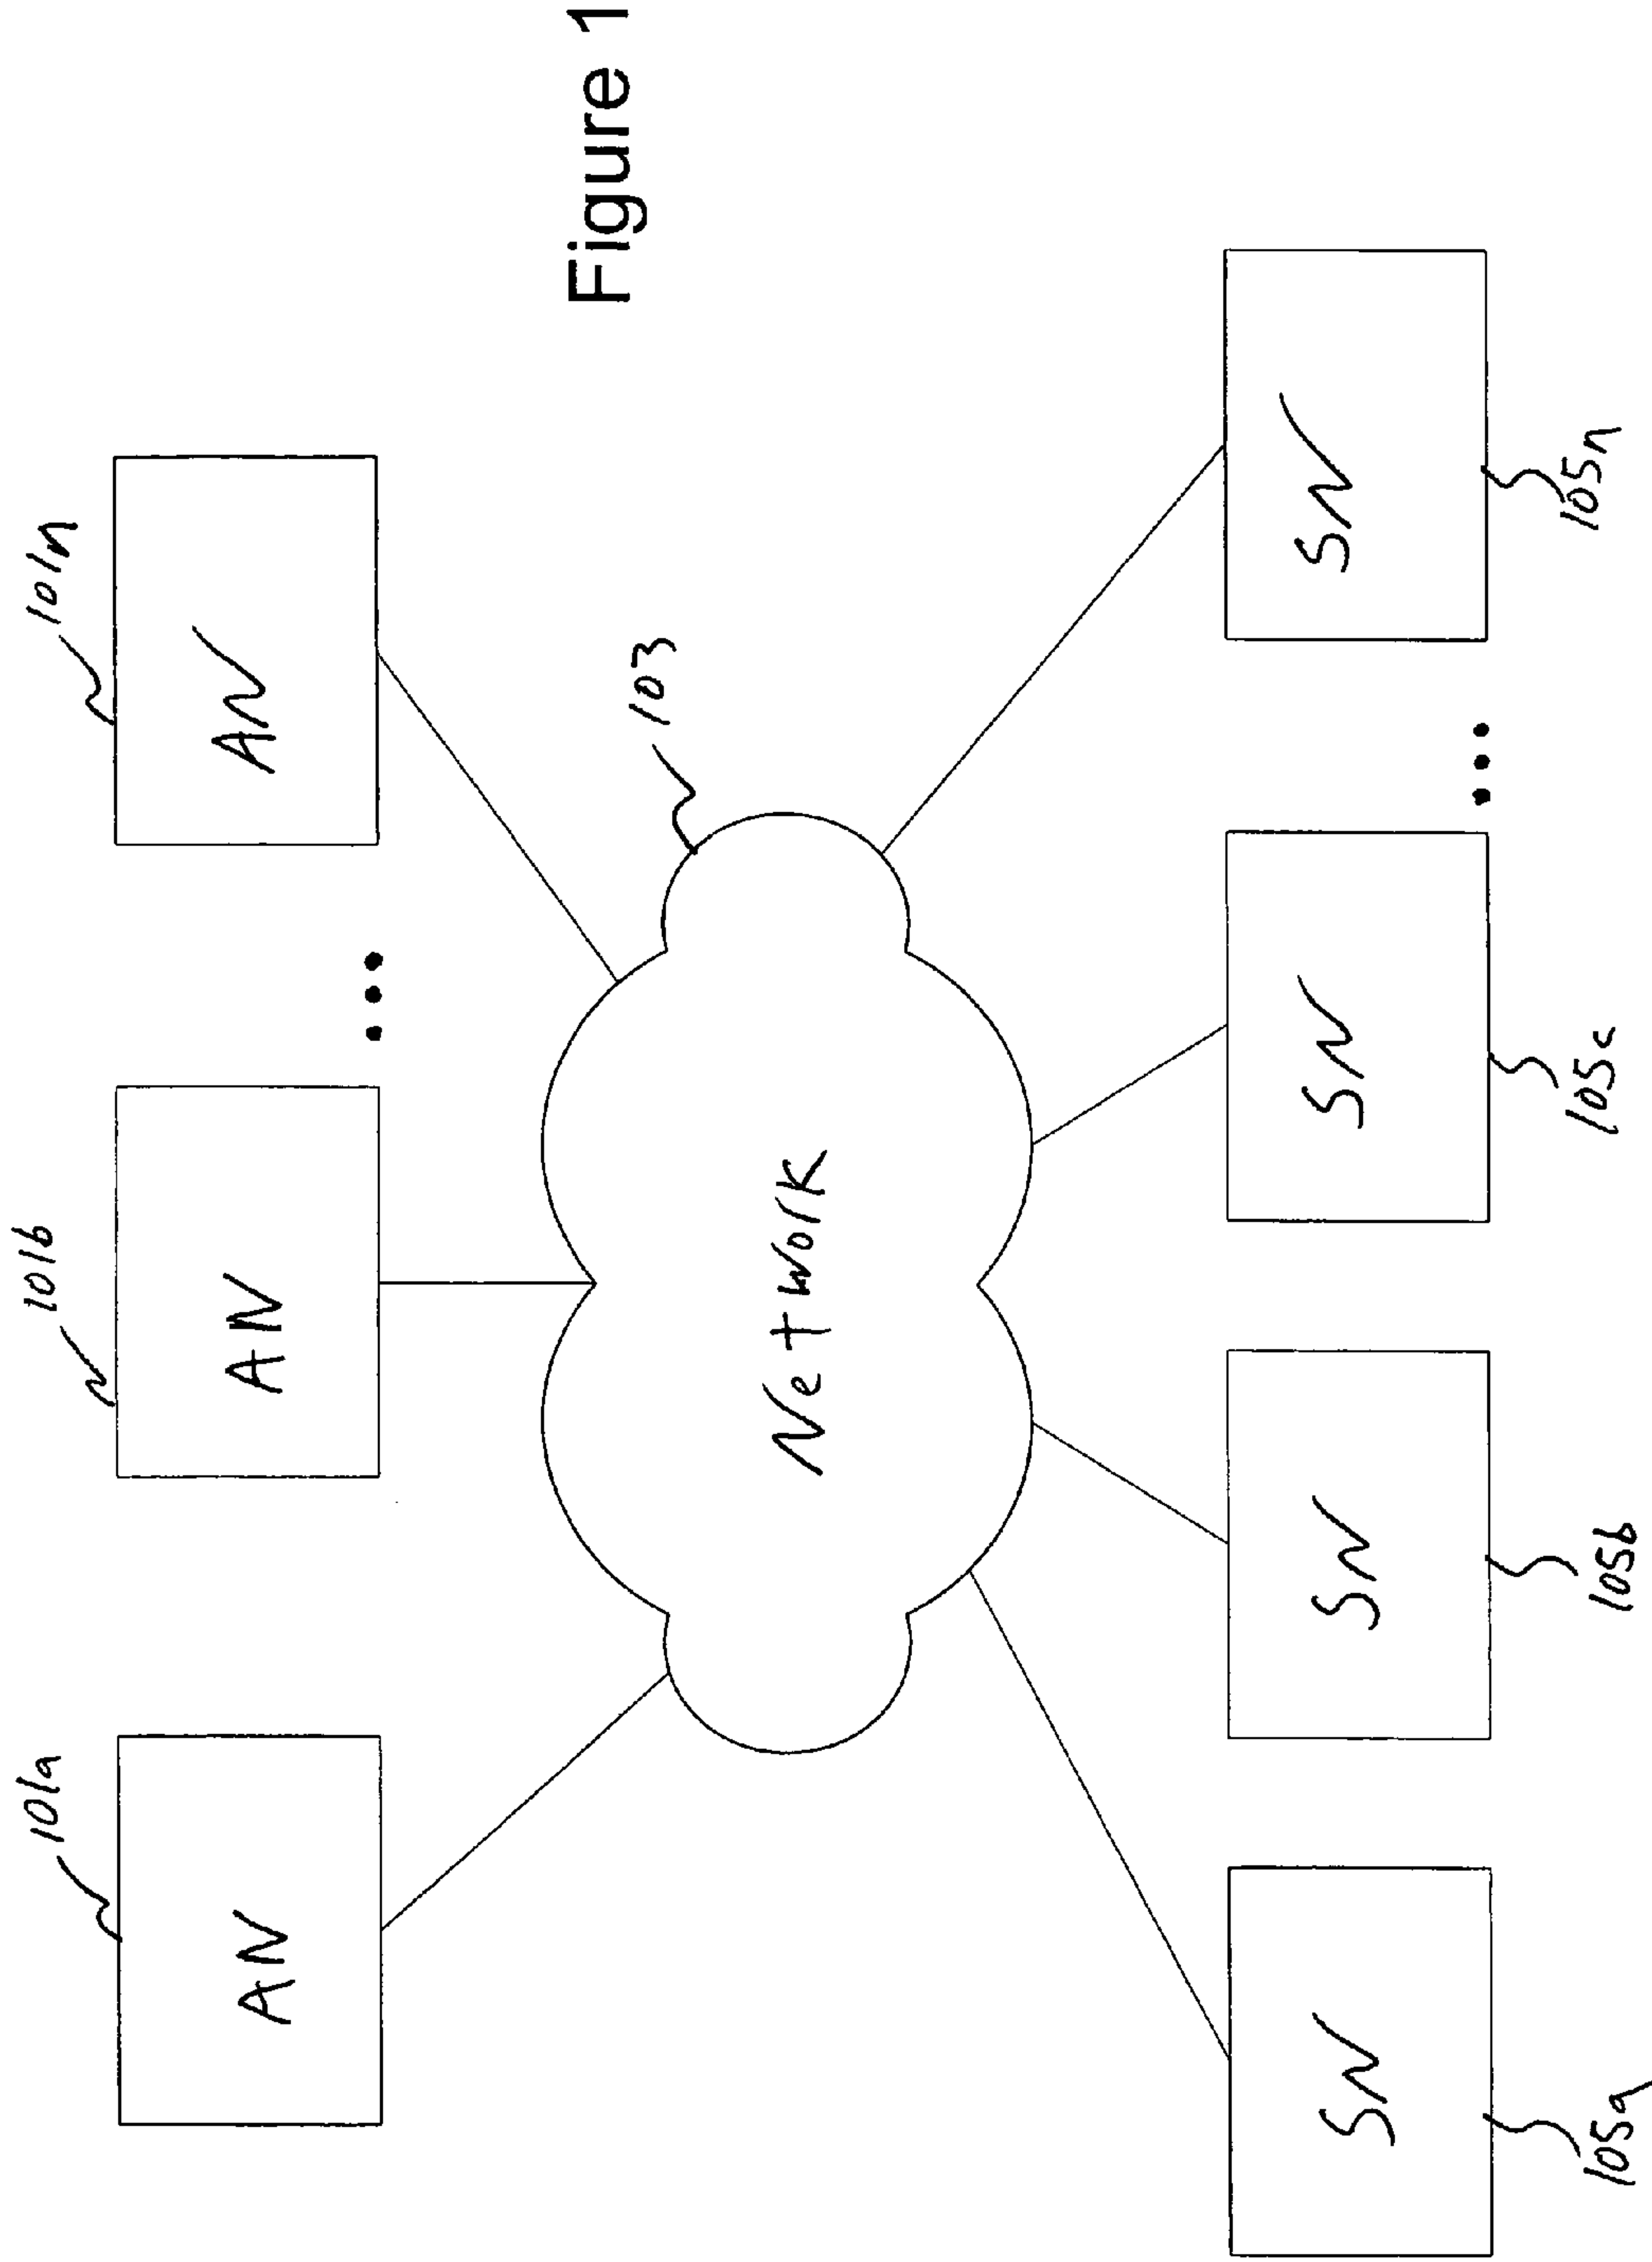 101a
101b
101n
AN
AN
...
AN
Figure 1
103
Network
SN
SN
SN
...
SN
105a
105b
105c
105n